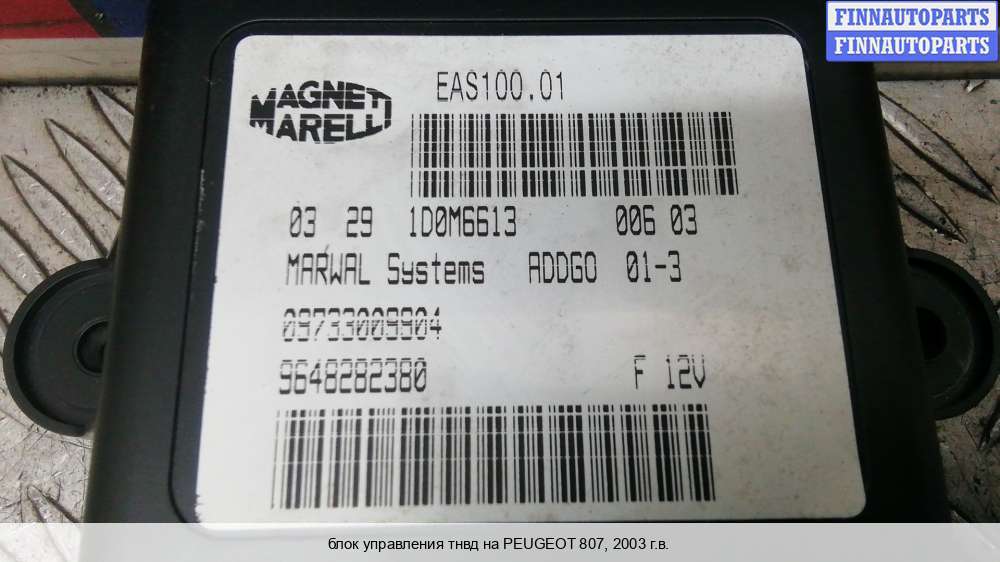 FINNAUTOPARTS
FINNAUTOPARTS
MAGNETI
MARELLI
EAS100.01
03 29 1D0M6613 006 03
MARWAL Systems ADDGO 01-3
09733009904
9648282380 F 12V
блок управления тнвд на PEUGEOT 807, 2003 г.в.